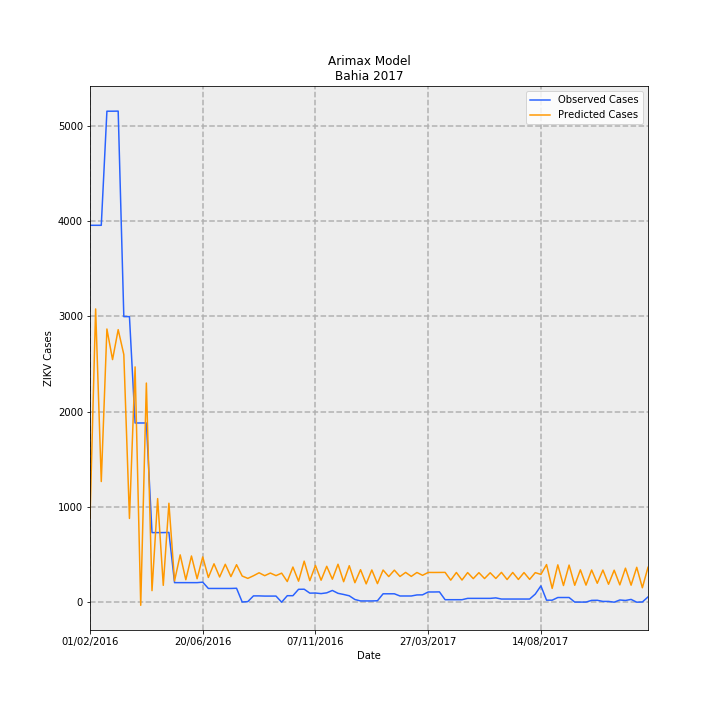 Arimax Model
Bahia 2017
Observed Cases
Predicted Cases
ZIKV Cases
5000
4000
3000
2000
1000
0
01/02/2016
20/06/2016
07/11/2016
27/03/2017
14/08/2017
Date